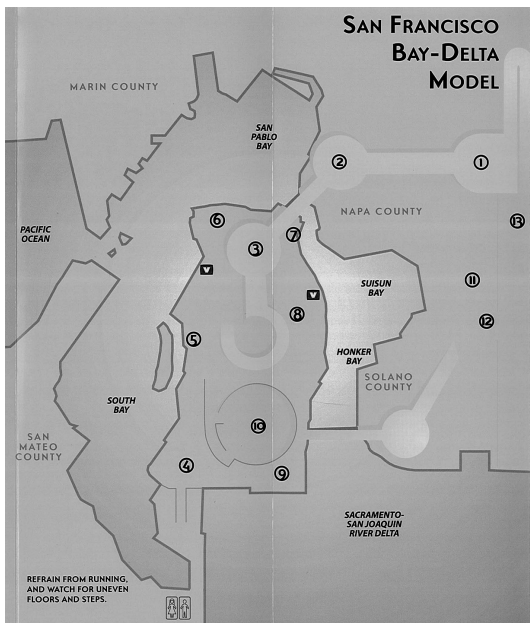 SAN FRANCISCO
BAY-DELTA
MODEL
MARIN COUNTY
SAN
PABLO
BAY
2
1
6
NAPA COUNTY
13
PACIFIC
OCEAN
3
7
V
11
SUISUN
BAY
V
8
12
5
HONKER
BAY
SOLANO
COUNTY
SOUTH
BAY
10
SAN
MATEO
COUNTY
4
9
SACRAMENTO-
SAN JOAQUIN
RIVER DELTA
REFRAIN FROM RUNNING,
AND WATCH FOR UNEVEN
FLOORS AND STEPS.